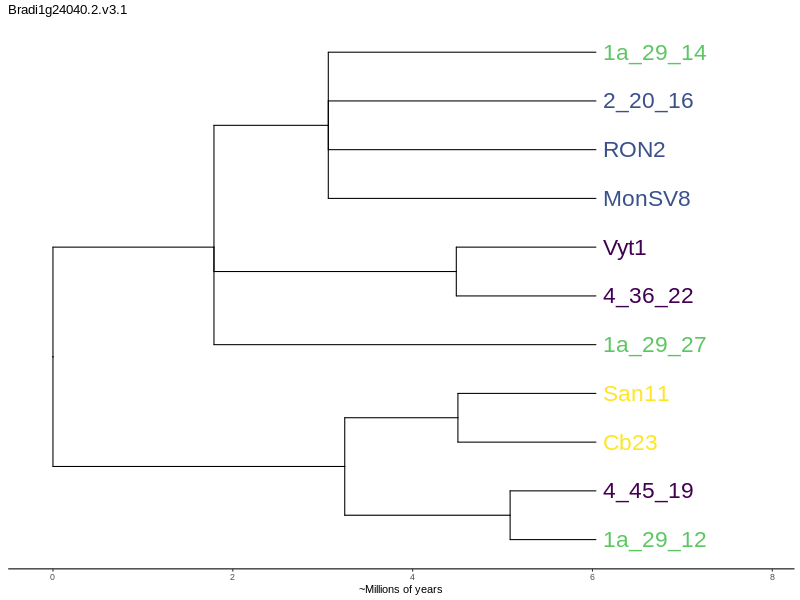 Bradi1g24040.2.v3.1
1a_29_14
2_20_16
RON2
MonSV8
Vyt1
4_36_22
1a_29_27
San11
Cb23
4_45_19
1a_29_12
0 2 4 6 8
~Millions of years